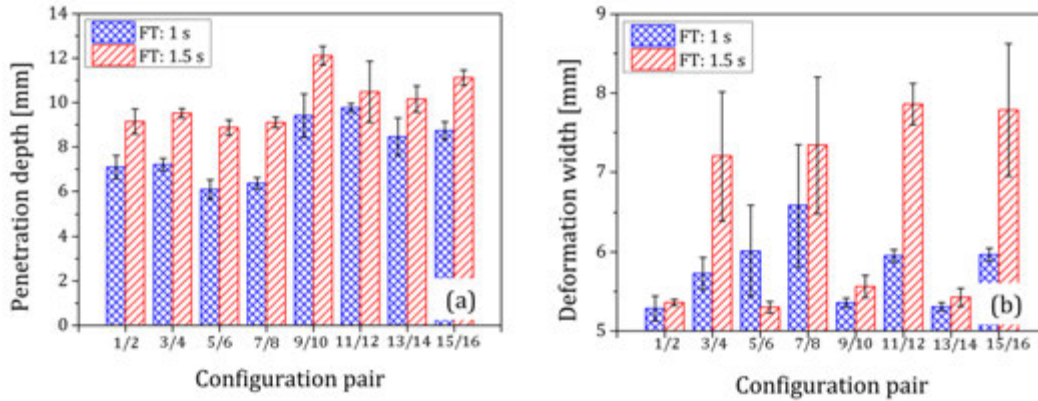 14
12
10
8
6
4
2
0
Penetration depth [mm]
FT: 1 s
FT: 1.5 s
(a)
1/2 3/4 5/6 7/8 9/10 11/12 13/14 15/16
Configuration pair
9
8
7
6
5
Deformation width [mm]
FT: 1 s
FT: 1.5 s
(b)
1/2 3/4 5/6 7/8 9/10 11/12 13/14 15/16
Configuration pair